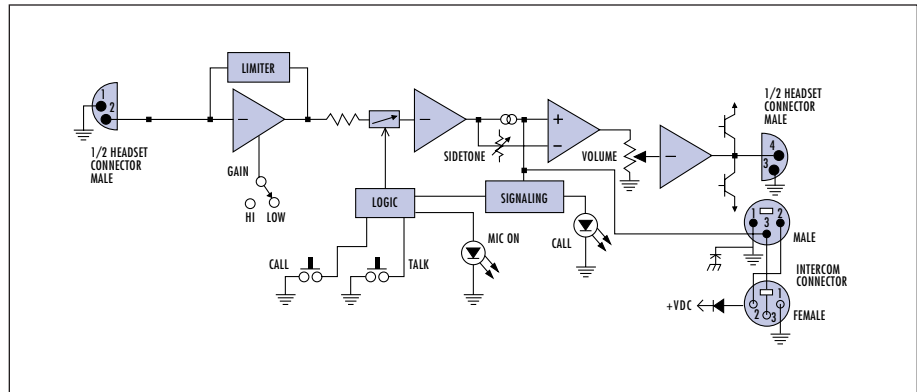 LIMITER
1
2
1/2 HEADSET
CONNECTOR
MALE
GAIN
HI
LOW
−
−
SIDETONE
+
−
VOLUME
−
1/2 HEADSET
CONNECTOR
MALE
4
3
LOGIC
SIGNALING
CALL
TALK
MIC ON
CALL
1
2
3
MALE
INTERCOM
CONNECTOR
+VDC
1
2
3
FEMALE